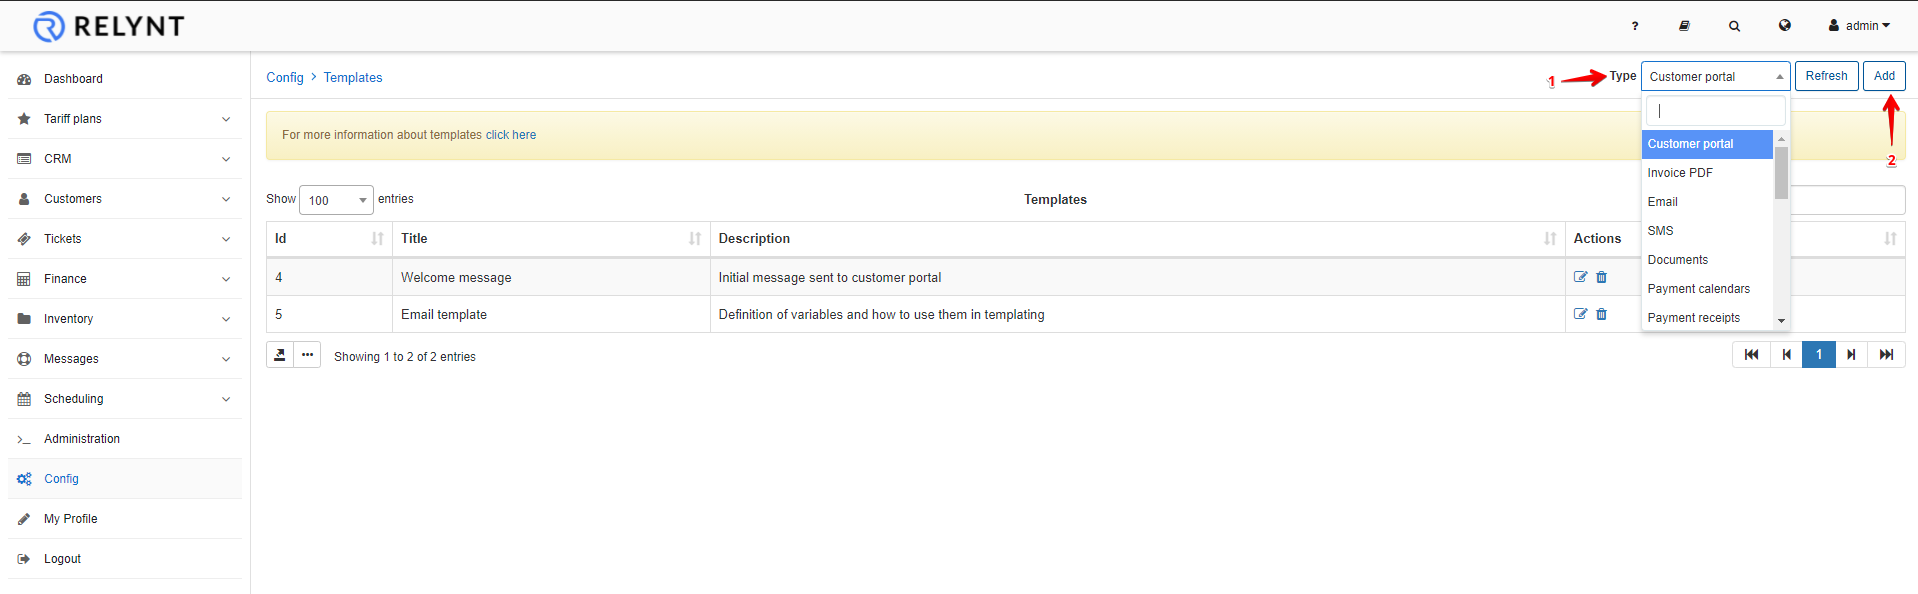 RELYNT
? admin
Dashboard
Tariff plans
CRM
Customers
Tickets
Finance
Inventory
Messages
Scheduling
Administration
Config
My Profile
Logout
Config > Templates
1 Type Customer portal Refresh Add
2
Customer portal
Invoice PDF
Email
SMS
Documents
Payment calendars
Payment receipts
For more information about templates click here
Show 100 entries
Templates
Id Title Description Actions
4 Welcome message Initial message sent to customer portal
5 Email template Definition of variables and how to use them in templating
••• Showing 1 to 2 of 2 entries
1